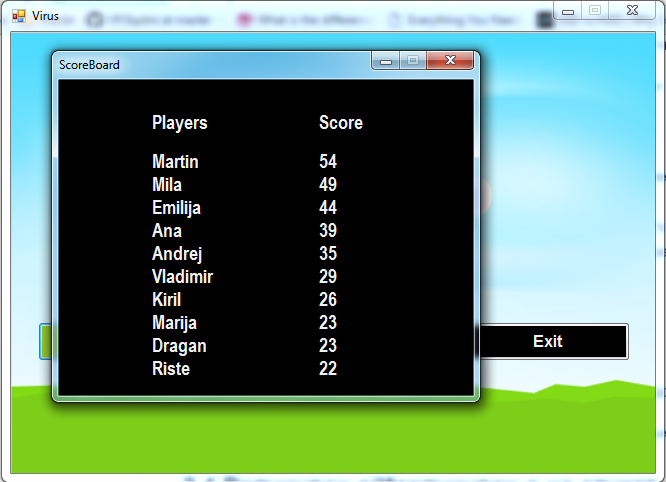 Virus
ScoreBoard
Players Score
Martin 54
Mila 49
Emilija 44
Ana 39
Andrej 35
Vladimir 29
Kiril 26
Marija 23
Dragan 23
Riste 22
Exit